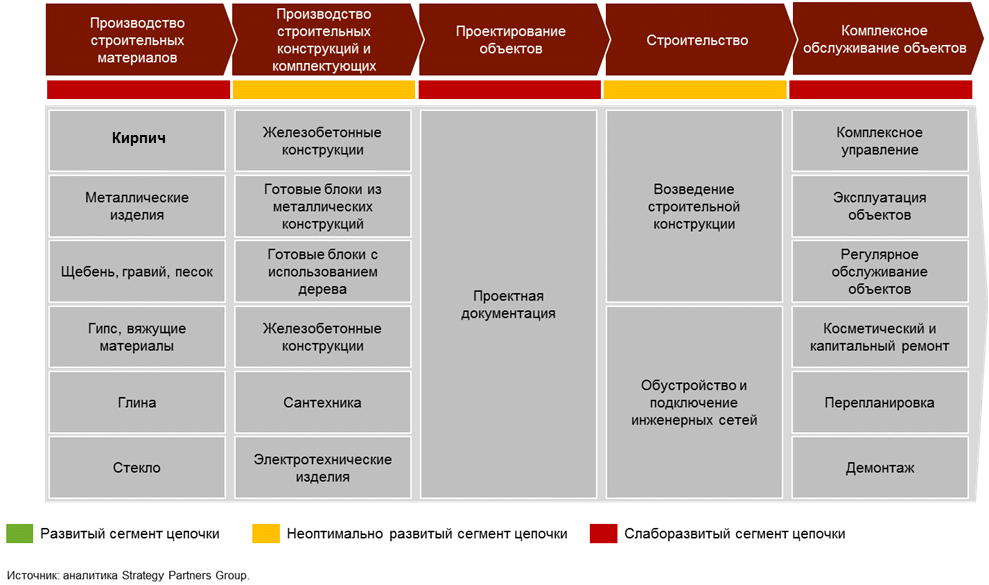 Производство
строительных
материалов
Производство
строительных
конструкций и
комплектующих
Проектирование
объектов
Строительство
Комплексное
обслуживание объектов
Кирпич
Металлические
изделия
Щебень, гравий, песок
Гипс, вяжущие
материалы
Глина
Стекло
Железобетонные
конструкции
Готовые блоки из
металлических
конструкций
Готовые блоки с
использованием
дерева
Железобетонные
конструкции
Сантехника
Электротехнические
изделия
Проектная
документация
Возведение
строительной
конструкции
Обустройство и
подключение
инженерных сетей
Комплексное
управление
Эксплуатация
объектов
Регулярное
обслуживание
объектов
Косметический и
капитальный ремонт
Перепланировка
Демонтаж
Развитый сегмент цепочки
Неоптимально развитый сегмент цепочки
Слаборазвитый сегмент цепочки
Источник: аналитика Strategy Partners Group.